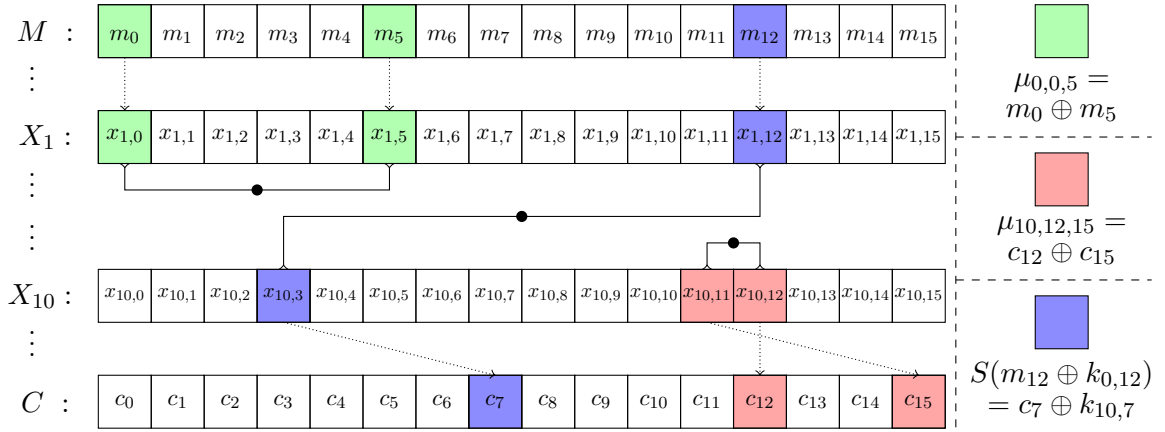 M : m₀ m₁ m₂ m₃ m₄ m₅ m₆ m₇ m₈ m₉ m₁₀ m₁₁ m₁₂ m₁₃ m₁₄ m₁₅
⋮
X₁ : x₁,₀ x₁,₁ x₁,₂ x₁,₃ x₁,₄ x₁,₅ x₁,₆ x₁,₇ x₁,₈ x₁,₉ x₁,₁₀ x₁,₁₁ x₁,₁₂ x₁,₁₃ x₁,₁₄ x₁,₁₅
⋮
⋮
X₁₀ : x₁₀,₀ x₁₀,₁ x₁₀,₂ x₁₀,₃ x₁₀,₄ x₁₀,₅ x₁₀,₆ x₁₀,₇ x₁₀,₈ x₁₀,₉ x₁₀,₁₀ x₁₀,₁₁ x₁₀,₁₂ x₁₀,₁₃ x₁₀,₁₄ x₁₀,₁₅
⋮
C : c₀ c₁ c₂ c₃ c₄ c₅ c₆ c₇ c₈ c₉ c₁₀ c₁₁ c₁₂ c₁₃ c₁₄ c₁₅
μ₀,₀,₅ =
m₀ ⊕ m₅
μ₁₀,₁₂,₁₅ =
c₁₂ ⊕ c₁₅
S(m₁₂ ⊕ k₀,₁₂)
= c₇ ⊕ k₁₀,₇